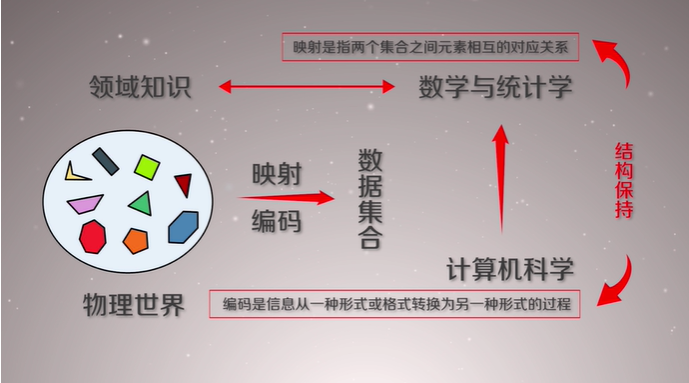 映射是指两个集合之间元素相互的对应关系
领域知识
数学与统计学
映射
编码
数据集合
结构保持
计算机科学
物理世界
编码是信息从一种形式或格式转换为另一种形式的过程